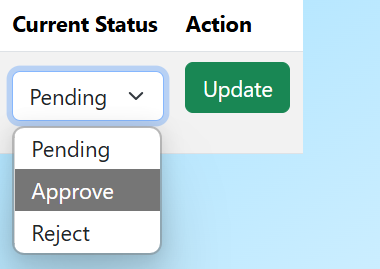 Current Status Action
Pending Update
Pending
Approve
Reject